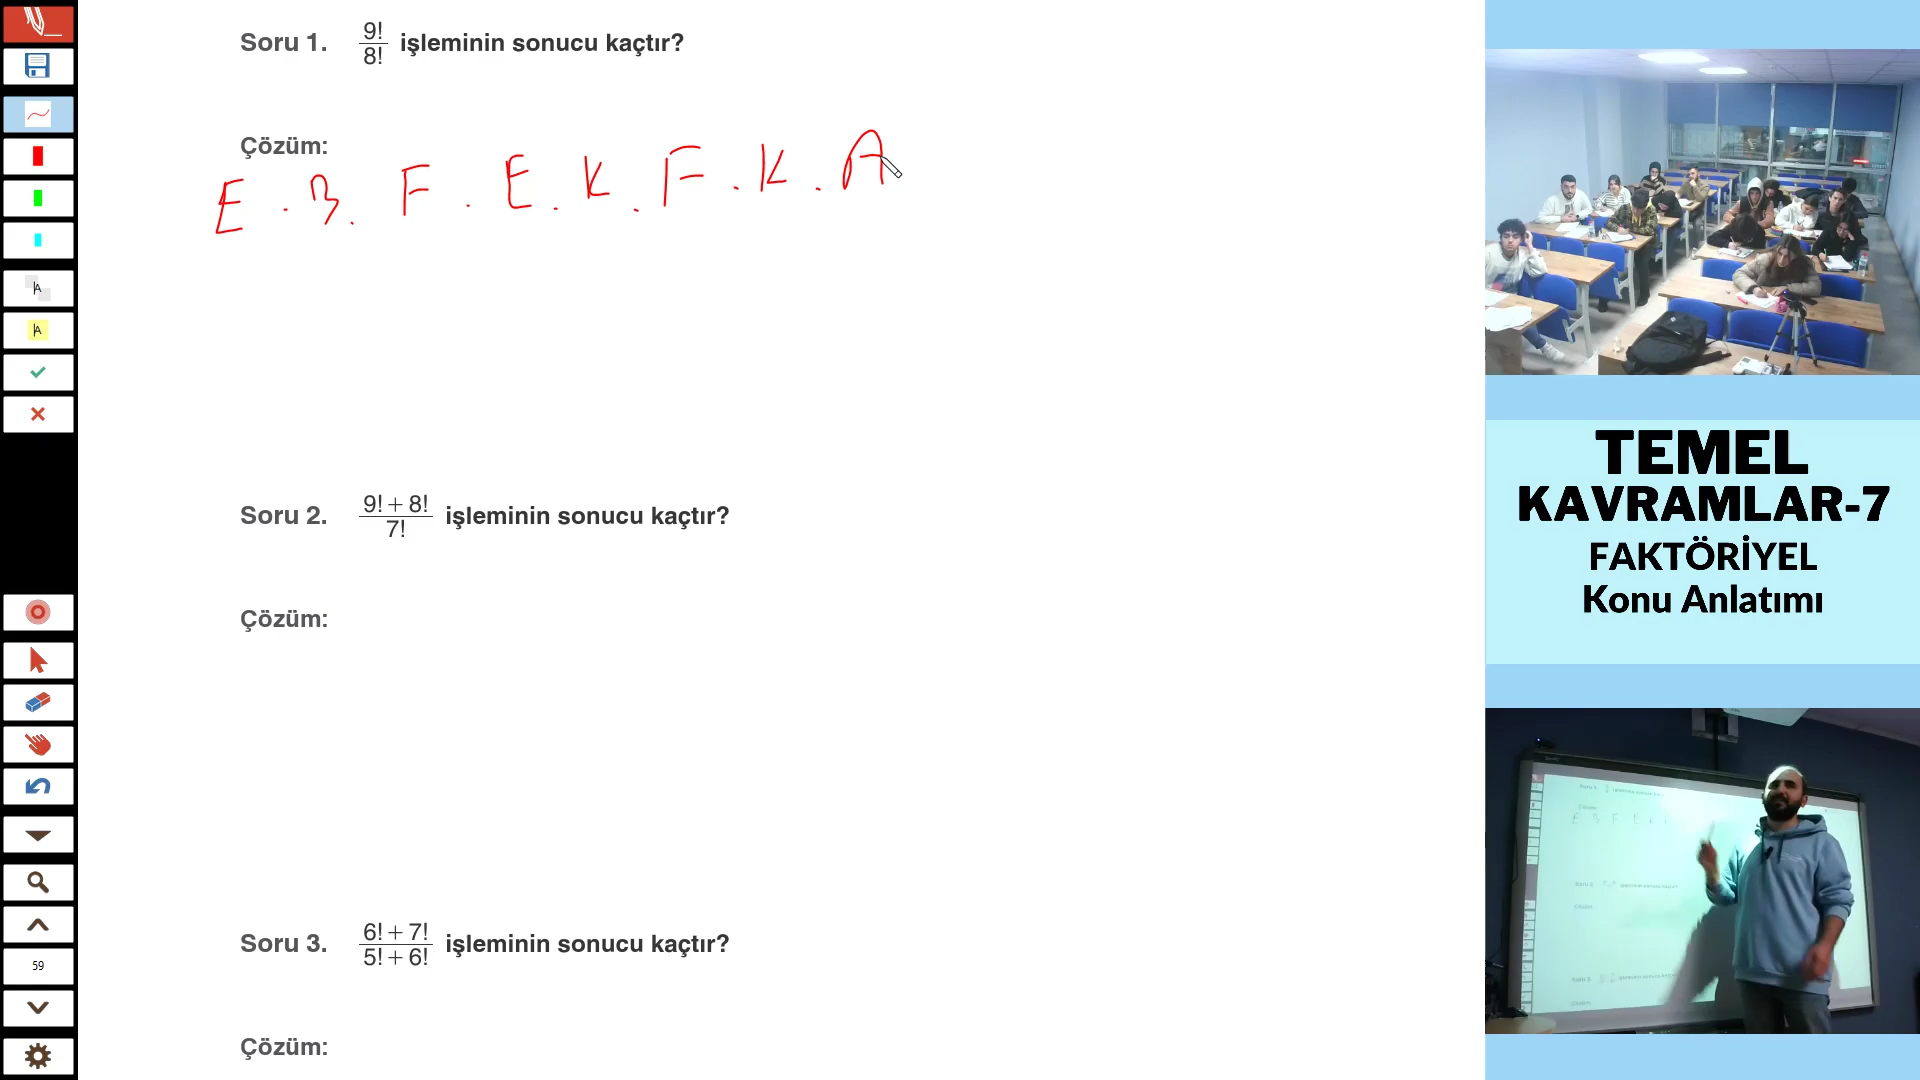 Soru 1. 9!/8! işleminin sonucu kaçtır?
Çözüm:
E . B . F . E . K . F . K . A
Soru 2. 9!+8!/7! işleminin sonucu kaçtır?
Çözüm:
Soru 3. 6!+7!/5!+6! işleminin sonucu kaçtır?
Çözüm:
A
A
59
TEMEL
KAVRAMLAR-7
FAKTÖRİYEL
Konu Anlatımı